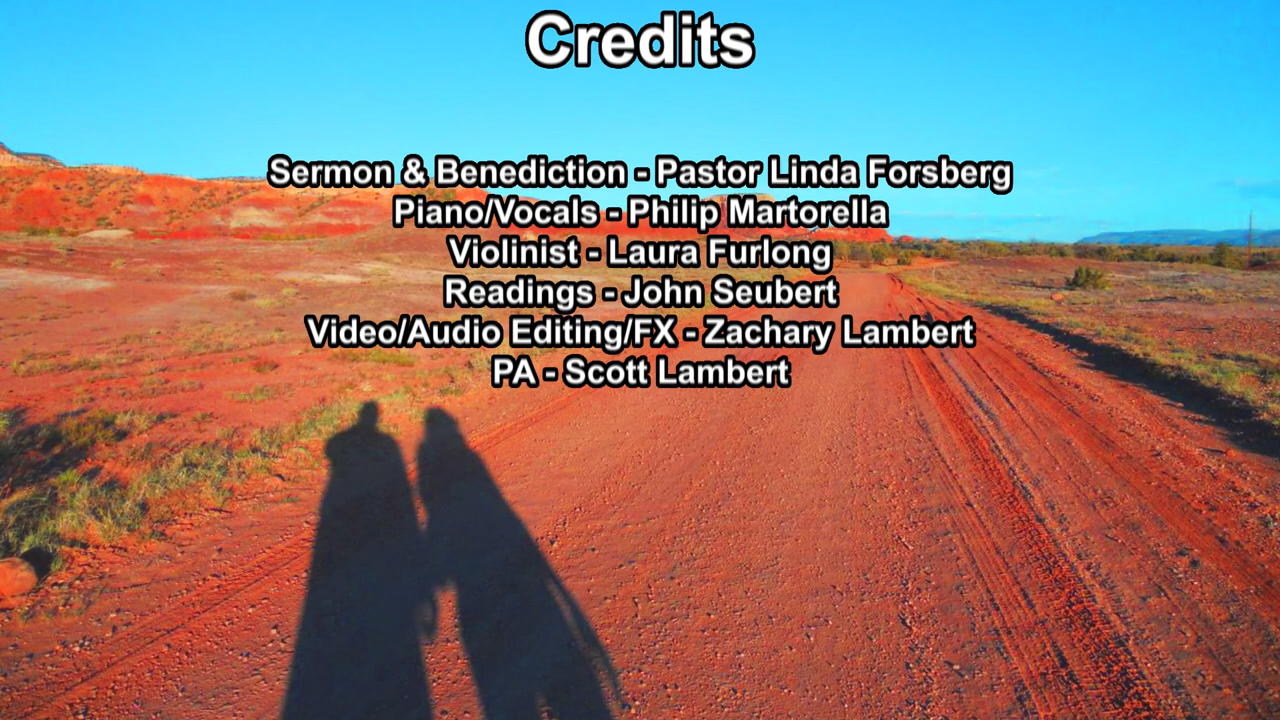 Credits
Sermon & Benediction - Pastor Linda Forsberg
Piano/Vocals - Philip Martorella
Violinist - Laura Furlong
Readings - John Seubert
Video/Audio Editing/FX - Zachary Lambert
PA - Scott Lambert